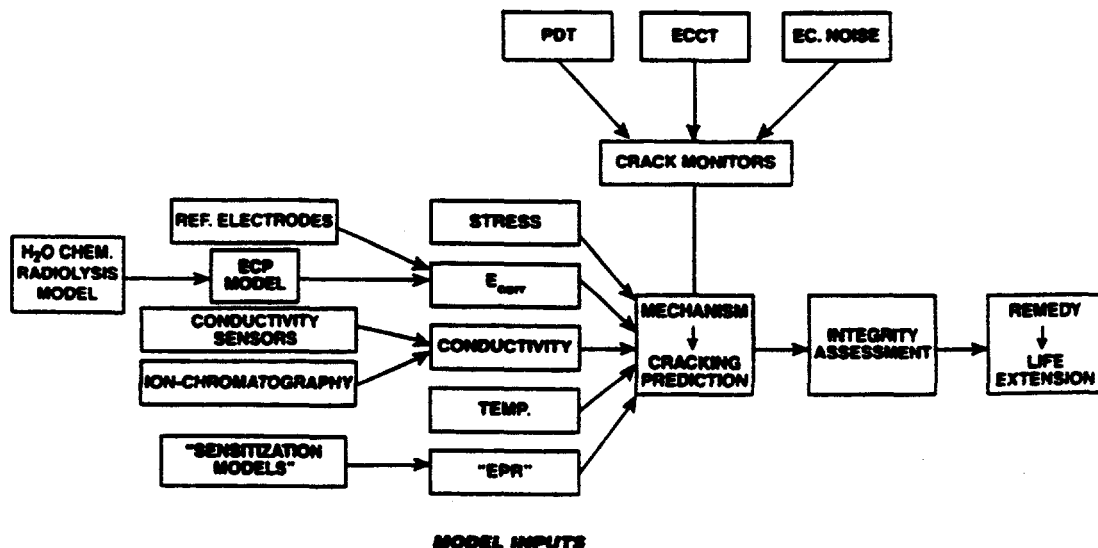 PDT
ECCT
EC. NOISE
CRACK MONITORS
REF. ELECTRODES
STRESS
H₂O CHEM.
RADIOLYSIS
MODEL
ECP
MODEL
E_corr
CONDUCTIVITY
SENSORS
CONDUCTIVITY
ION-CHROMATOGRAPHY
MECHANISM
CRACKING
PREDICTION
INTEGRITY
ASSESSMENT
REMEDY
LIFE
EXTENSION
TEMP.
"SENSITIZATION
MODELS"
"EPR"
MODEL INPUTS